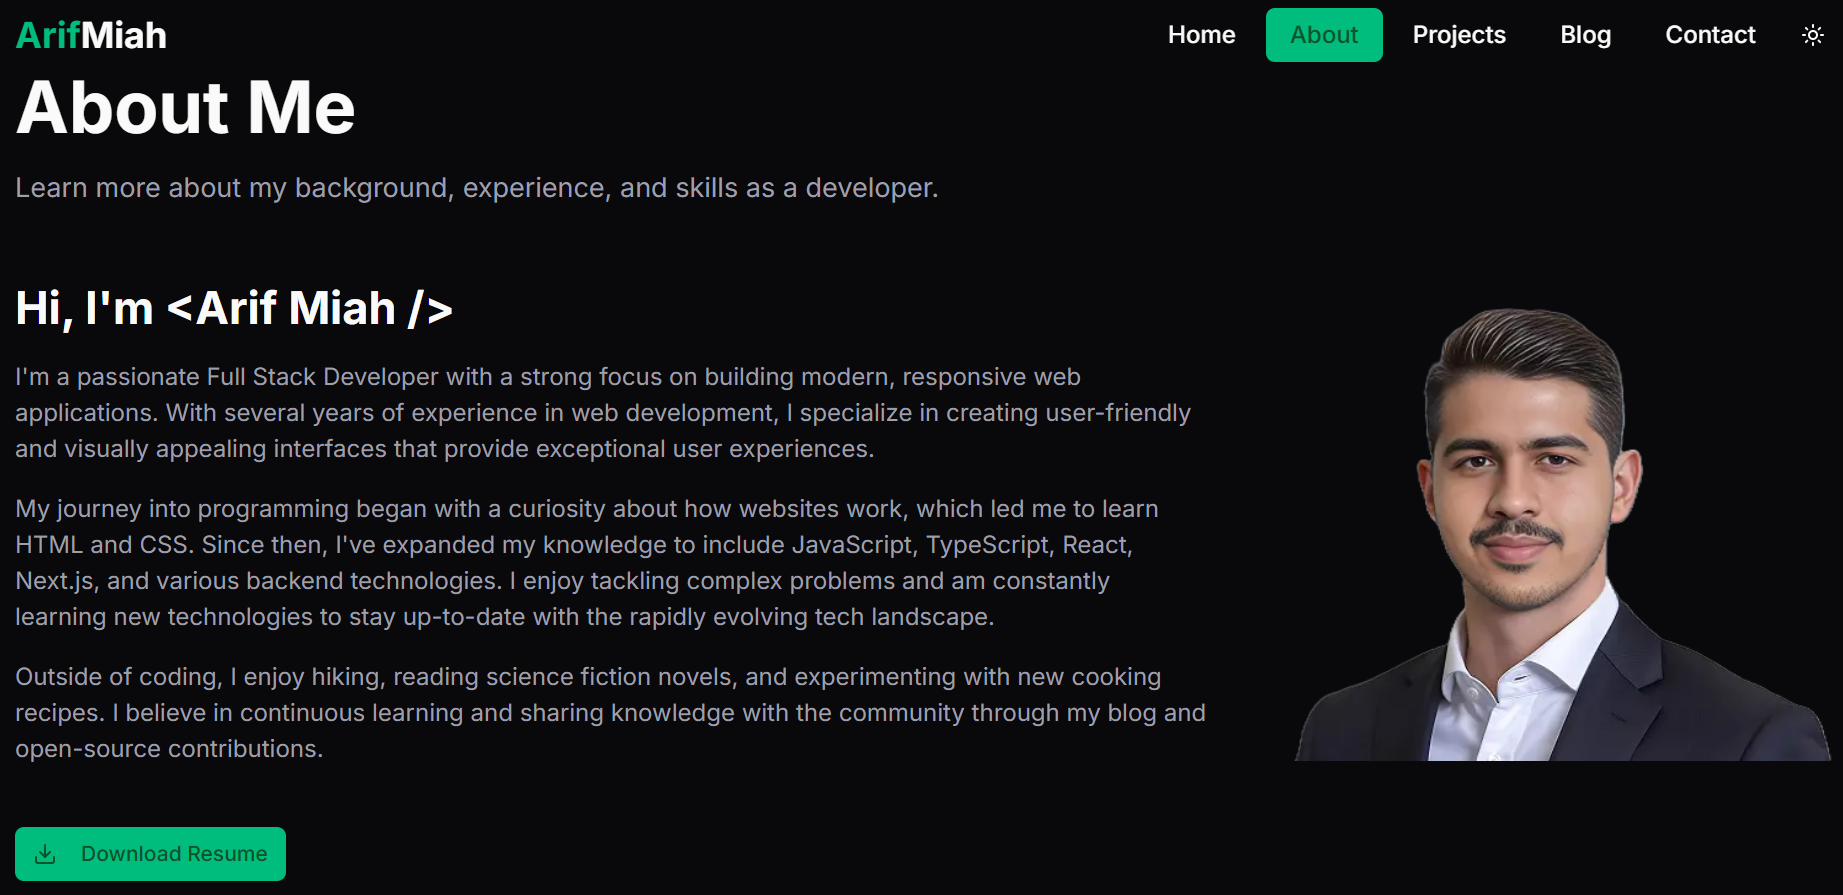 ArifMiah
Home About Projects Blog Contact
About Me
Learn more about my background, experience, and skills as a developer.
Hi, I'm <Arif Miah />
I'm a passionate Full Stack Developer with a strong focus on building modern, responsive web
applications. With several years of experience in web development, I specialize in creating user-friendly
and visually appealing interfaces that provide exceptional user experiences.
My journey into programming began with a curiosity about how websites work, which led me to learn
HTML and CSS. Since then, I've expanded my knowledge to include JavaScript, TypeScript, React,
Next.js, and various backend technologies. I enjoy tackling complex problems and am constantly
learning new technologies to stay up-to-date with the rapidly evolving tech landscape.
Outside of coding, I enjoy hiking, reading science fiction novels, and experimenting with new cooking
recipes. I believe in continuous learning and sharing knowledge with the community through my blog and
open-source contributions.
Download Resume